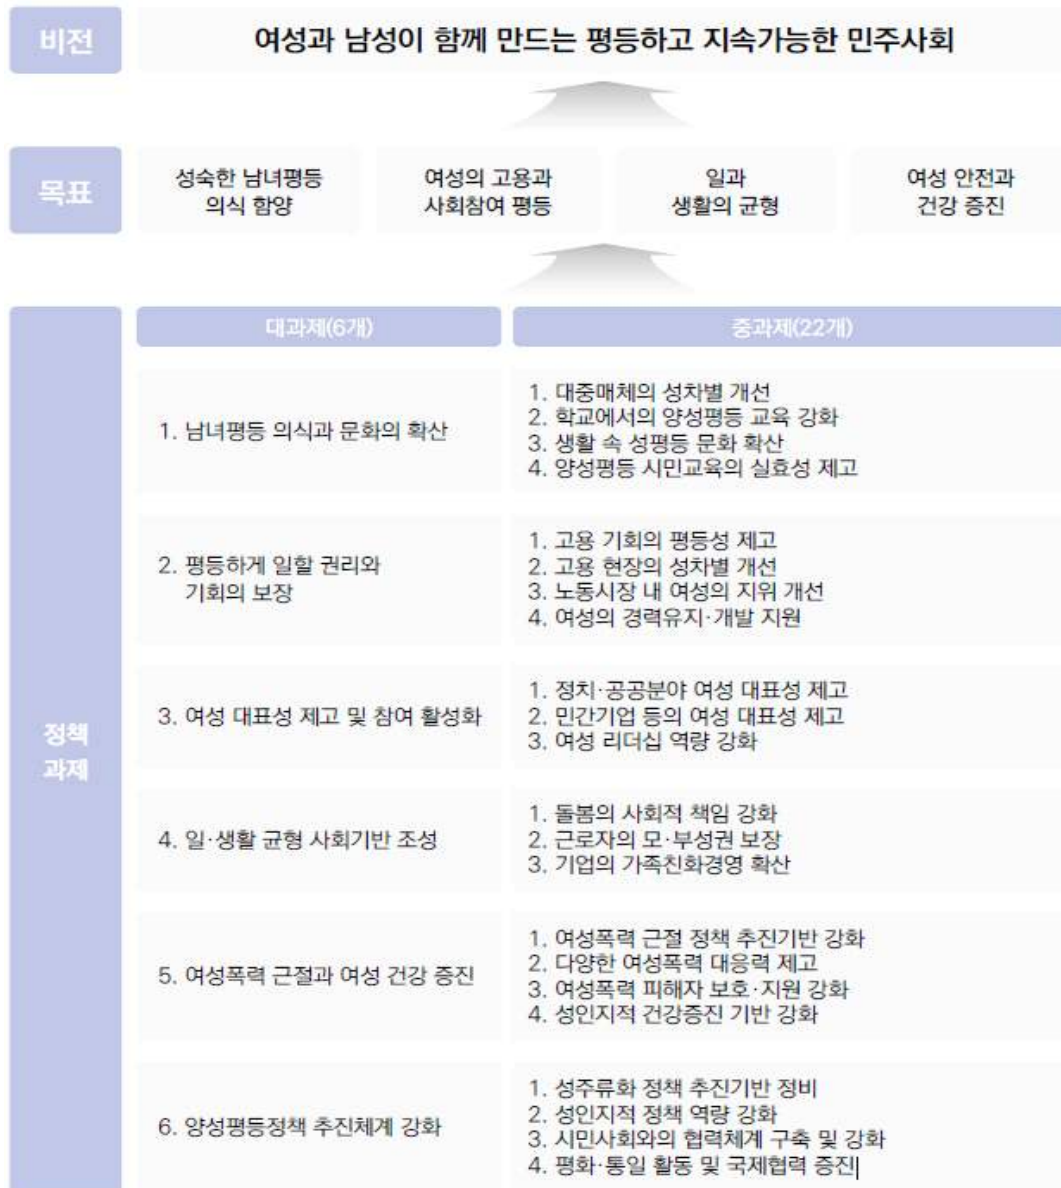 비전
여성과 남성이 함께 만드는 평등하고 지속가능한 민주사회
목표
성숙한 남녀평등
의식 함양
여성의 고용과
사회참여 평등
일과
생활의 균형
여성 안전과
건강 증진
정책
과제
대과제(6개)
중과제(22개)
1. 남녀평등 의식과 문화의 확산
1. 대중매체의 성차별 개선
2. 학교에서의 양성평등 교육 강화
3. 생활 속 성평등 문화 확산
4. 양성평등 시민교육의 실효성 제고
2. 평등하게 일할 권리와
기회의 보장
1. 고용 기회의 평등성 제고
2. 고용 현장의 성차별 개선
3. 노동시장 내 여성의 지위 개선
4. 여성의 경력유지·개발 지원
3. 여성 대표성 제고 및 참여 활성화
1. 정치·공공분야 여성 대표성 제고
2. 민간기업 등의 여성 대표성 제고
3. 여성 리더십 역량 강화
4. 일·생활 균형 사회기반 조성
1. 돌봄의 사회적 책임 강화
2. 근로자의 모·부성권 보장
3. 기업의 가족친화경영 확산
5. 여성폭력 근절과 여성 건강 증진
1. 여성폭력 근절 정책 추진기반 강화
2. 다양한 여성폭력 대응력 제고
3. 여성폭력 피해자 보호·지원 강화
4. 성인지적 건강증진 기반 강화
6. 양성평등정책 추진체계 강화
1. 성주류화 정책 추진기반 정비
2. 성인지적 정책 역량 강화
3. 시민사회와의 협력체계 구축 및 강화
4. 평화·통일 활동 및 국제협력 증진